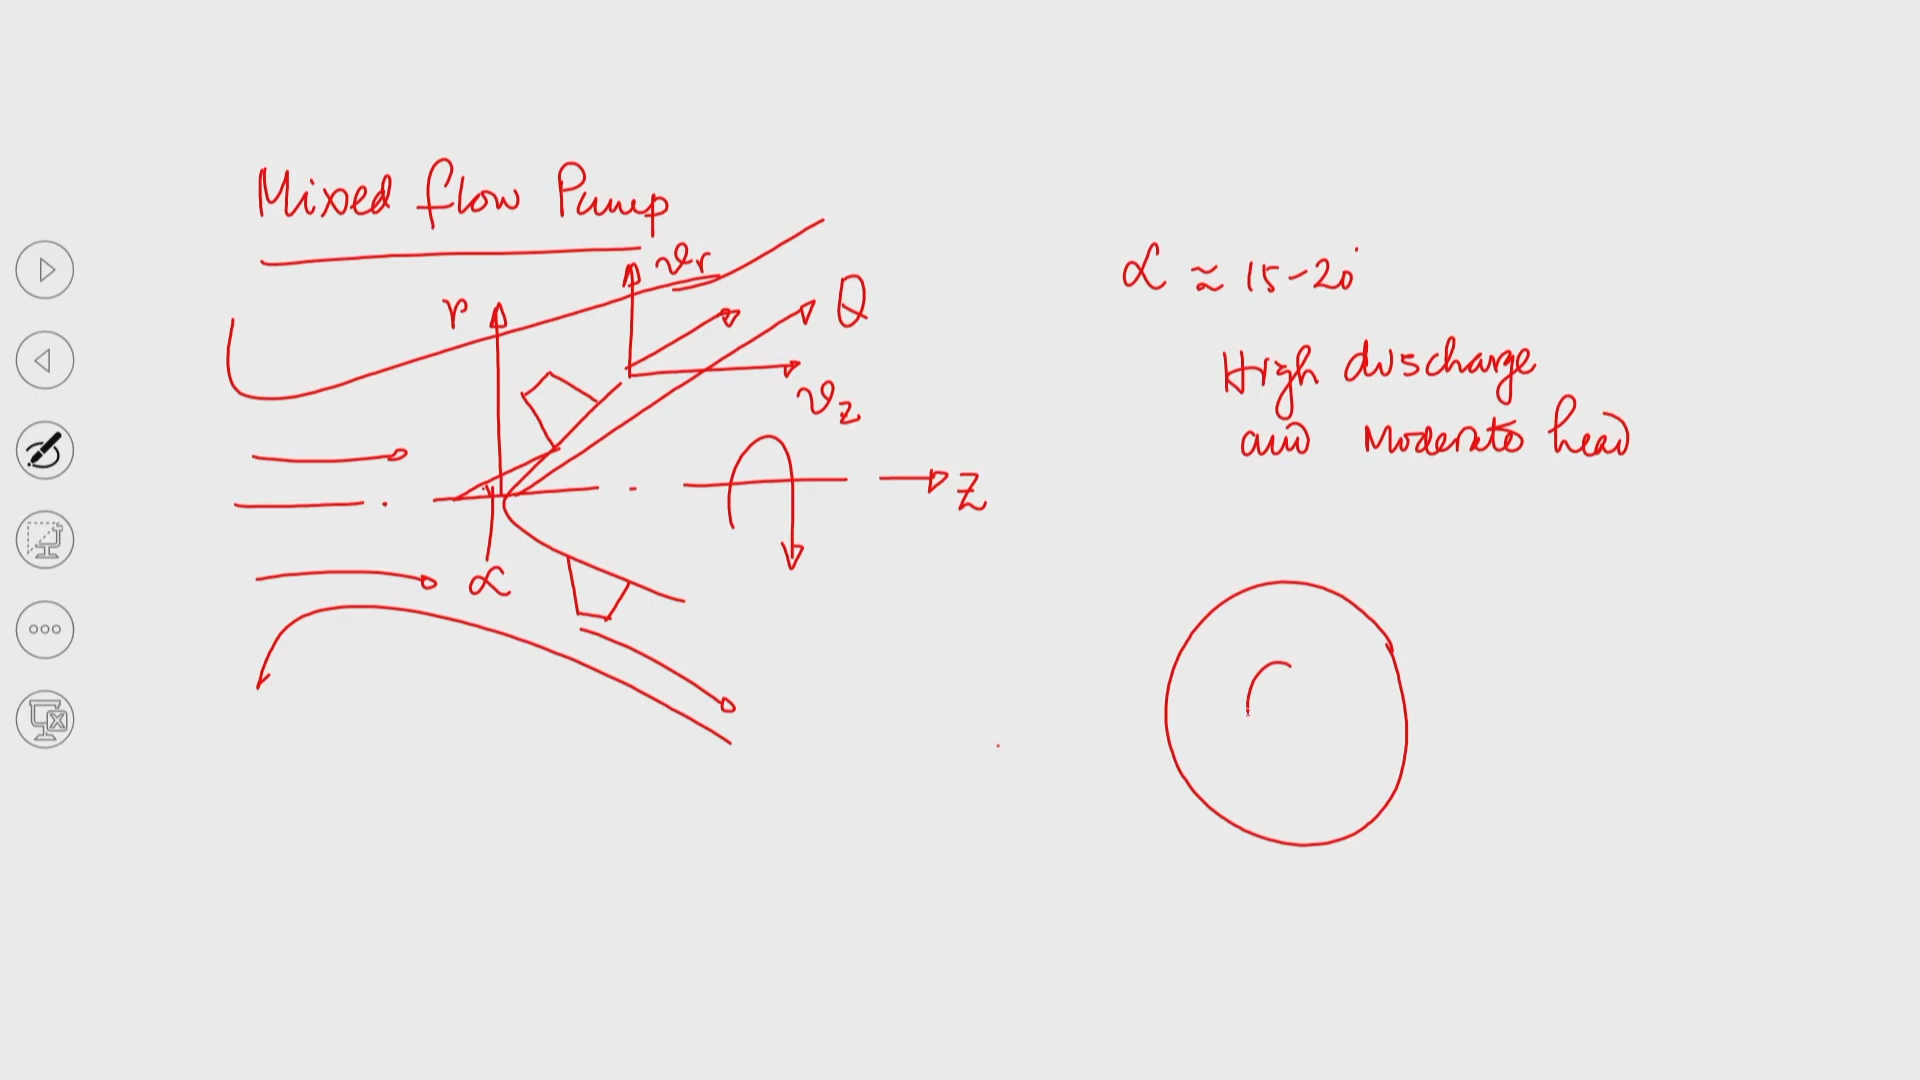 Mixed flow Pump
vr
r
Q
vz
Z
α
α ≈ 15-20°
High discharge
and Moderate head